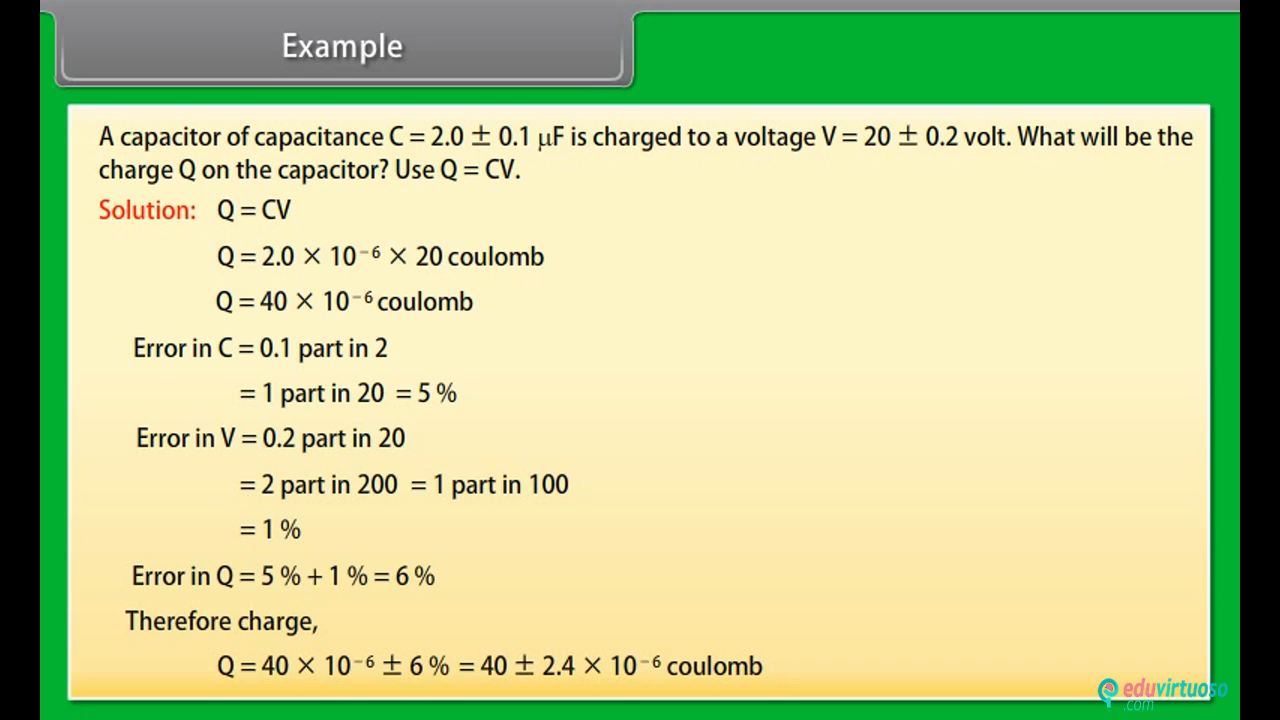 Example
A capacitor of capacitance C = 2.0 ± 0.1 μF is charged to a voltage V = 20 ± 0.2 volt. What will be the
charge Q on the capacitor? Use Q = CV.
Solution: Q = CV
Q = 2.0 × 10⁻⁶ × 20 coulomb
Q = 40 × 10⁻⁶ coulomb
Error in C = 0.1 part in 2
= 1 part in 20 = 5 %
Error in V = 0.2 part in 20
= 2 part in 200 = 1 part in 100
= 1 %
Error in Q = 5 % + 1 % = 6 %
Therefore charge,
Q = 40 × 10⁻⁶ ± 6 % = 40 ± 2.4 × 10⁻⁶ coulomb
eduvirtuoso
.com